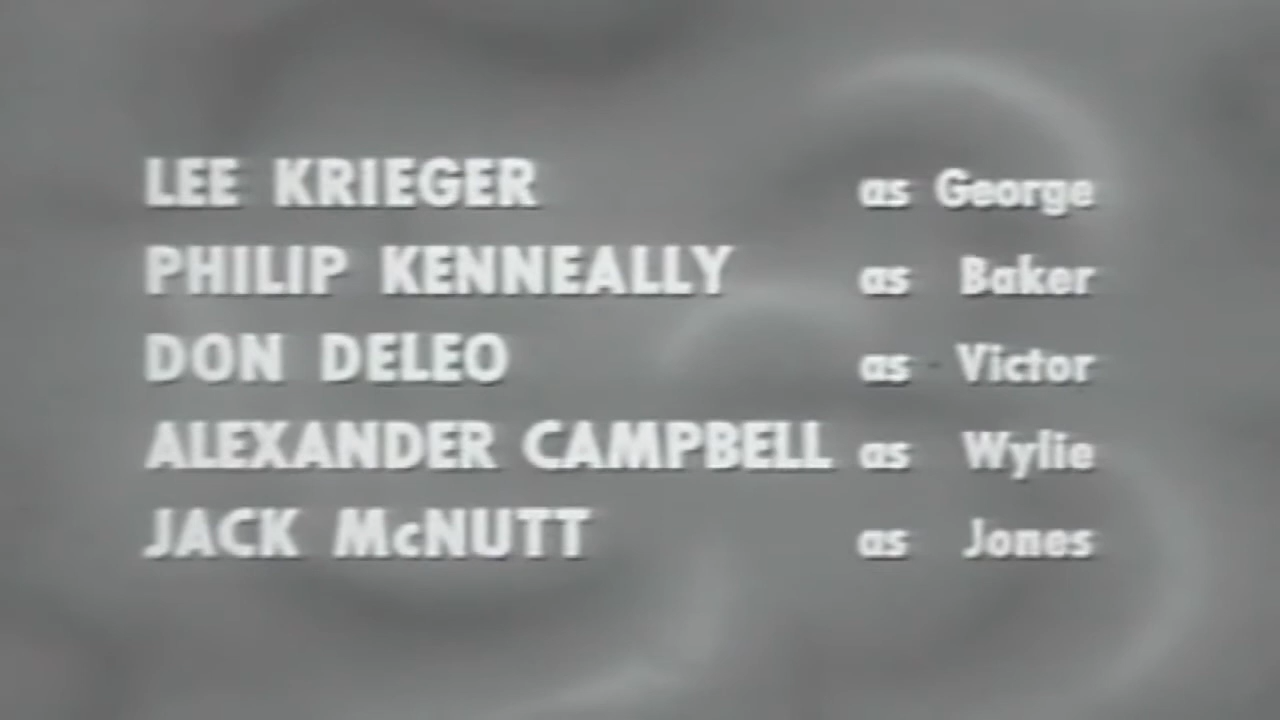 LEE KRIEGER as George
PHILIP KENNEALLY as Baker
DON DELEO as Victor
ALEXANDER CAMPBELL as Wylie
JACK McNUTT as Jones